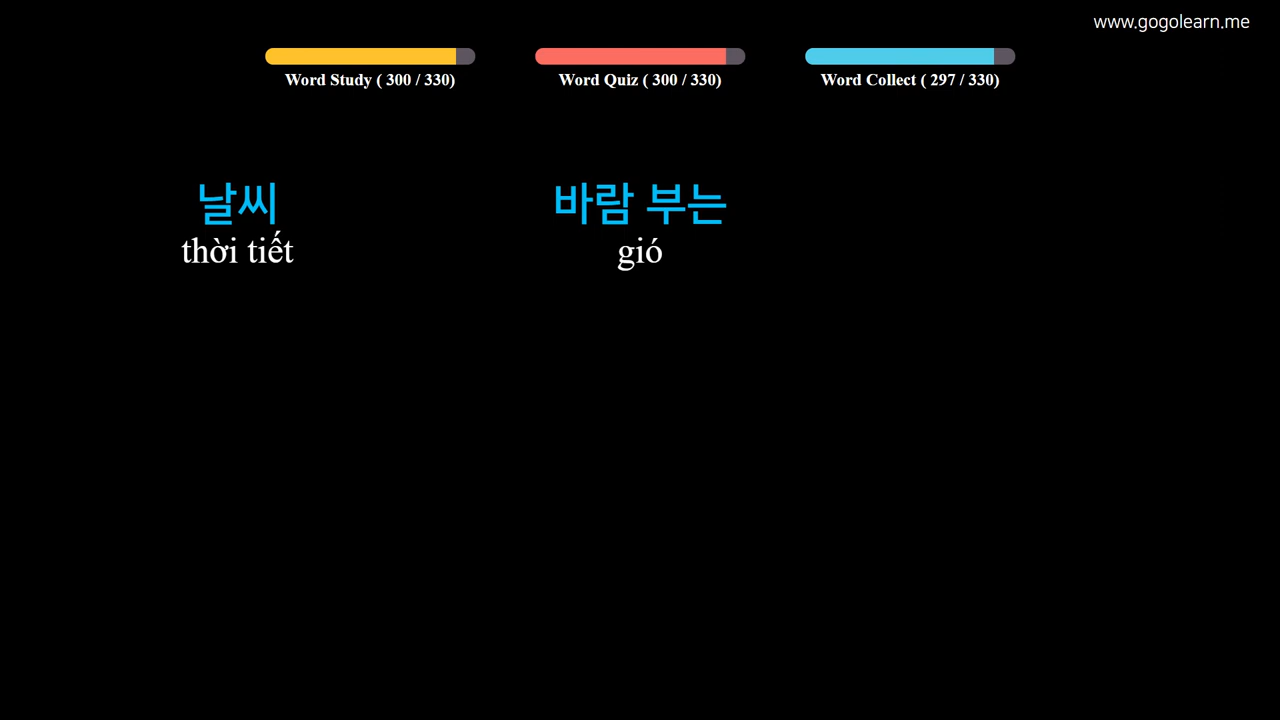 www.gogolearn.me
Word Study ( 300 / 330)
Word Quiz ( 300 / 330)
Word Collect ( 297 / 330)
날씨
thời tiết
바람 부는
gió